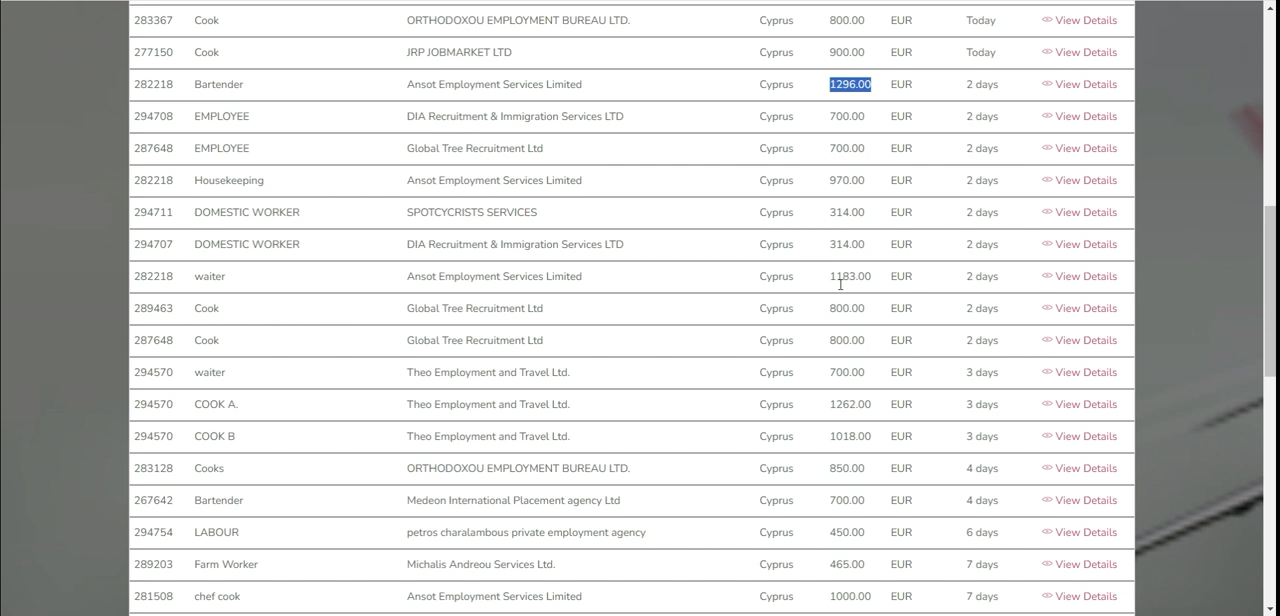 283367 Cook ORTHODOXOU EMPLOYMENT BUREAU LTD. Cyprus 800.00 EUR Today View Details
277150 Cook JRP JOBMARKET LTD Cyprus 900.00 EUR Today View Details
282218 Bartender Ansot Employment Services Limited Cyprus 1296.00 EUR 2 days View Details
294708 EMPLOYEE DIA Recruitment & Immigration Services LTD Cyprus 700.00 EUR 2 days View Details
287648 EMPLOYEE Global Tree Recruitment Ltd Cyprus 700.00 EUR 2 days View Details
282218 Housekeeping Ansot Employment Services Limited Cyprus 970.00 EUR 2 days View Details
294711 DOMESTIC WORKER SPOTCYCRISTS SERVICES Cyprus 314.00 EUR 2 days View Details
294707 DOMESTIC WORKER DIA Recruitment & Immigration Services LTD Cyprus 314.00 EUR 2 days View Details
282218 waiter Ansot Employment Services Limited Cyprus 1183.00 EUR 2 days View Details
289463 Cook Global Tree Recruitment Ltd Cyprus 800.00 EUR 2 days View Details
287648 Cook Global Tree Recruitment Ltd Cyprus 800.00 EUR 2 days View Details
294570 waiter Theo Employment and Travel Ltd. Cyprus 700.00 EUR 3 days View Details
294570 COOK A. Theo Employment and Travel Ltd. Cyprus 1262.00 EUR 3 days View Details
294570 COOK B Theo Employment and Travel Ltd. Cyprus 1018.00 EUR 3 days View Details
283128 Cooks ORTHODOXOU EMPLOYMENT BUREAU LTD. Cyprus 850.00 EUR 4 days View Details
267642 Bartender Medeon International Placement agency Ltd Cyprus 700.00 EUR 4 days View Details
294754 LABOUR petros charalambous private employment agency Cyprus 450.00 EUR 6 days View Details
289203 Farm Worker Michalis Andreou Services Ltd. Cyprus 465.00 EUR 7 days View Details
281508 chef cook Ansot Employment Services Limited Cyprus 1000.00 EUR 7 days View Details